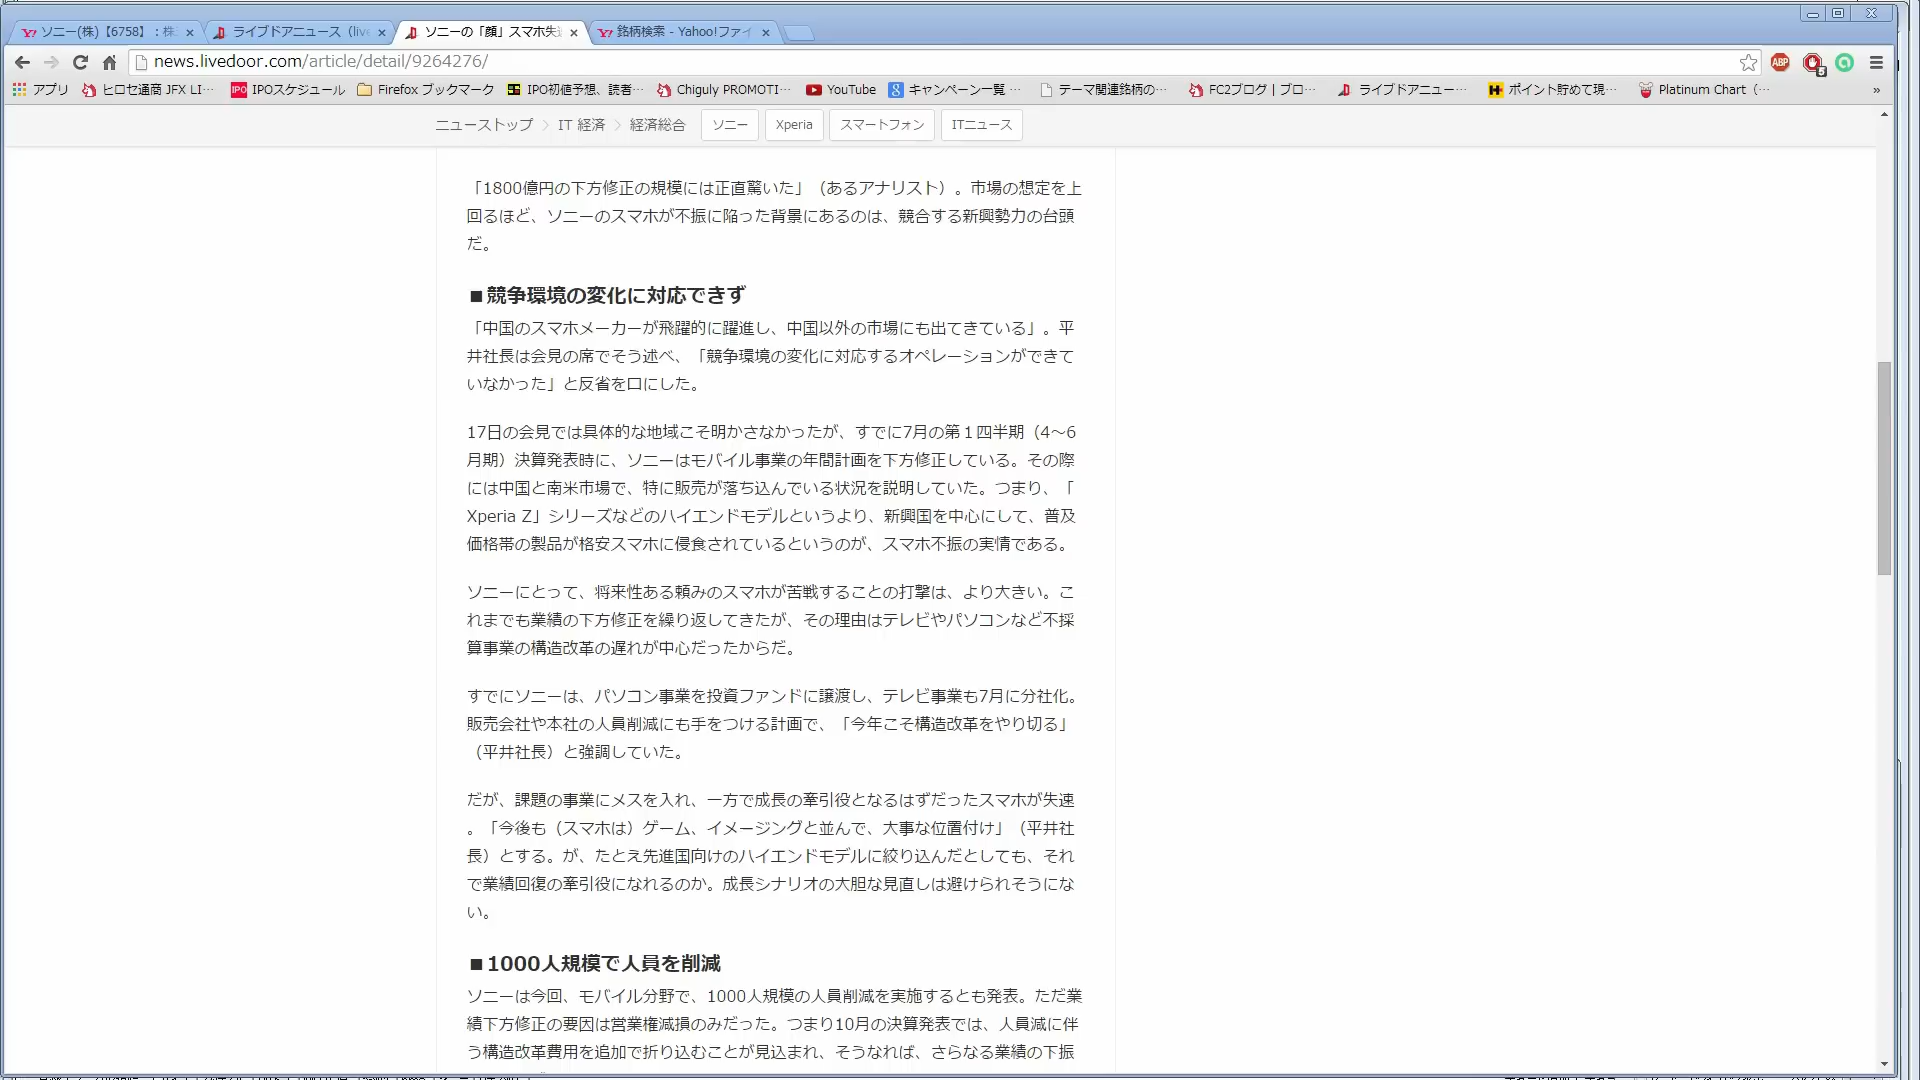 ソニー(株)【6758】：株
ライブドアニュース（liv
ソニーの「顔」スマホ失
銘柄検索 - Yahoo!ファイ
news.livedoor.com/article/detail/9264276/
アプリ
ヒロセ通商 JFX LI…
IPOスケジュール
Firefox ブックマーク
IPO初値予想、読者…
Chiguly PROMOTI…
YouTube
キャンペーン一覧 …
テーマ関連銘柄の…
FC2ブログ | ブロ…
ライブドアニュー…
ポイント貯めて現…
Platinum Chart（…
»
ニューストップ
IT 経済
経済総合
ソニー
Xperia
スマートフォン
ITニュース
「1800億円の下方修正の規模には正直驚いた」（あるアナリスト）。市場の想定を上
回るほど、ソニーのスマホが不振に陥った背景にあるのは、競合する新興勢力の台頭
だ。
■競争環境の変化に対応できず
「中国のスマホメーカーが飛躍的に躍進し、中国以外の市場にも出てきている」。平
井社長は会見の席でそう述べ、「競争環境の変化に対応するオペレーションができて
いなかった」と反省を口にした。
17日の会見では具体的な地域こそ明かさなかったが、すでに7月の第１四半期（4〜6
月期）決算発表時に、ソニーはモバイル事業の年間計画を下方修正している。その際
には中国と南米市場で、特に販売が落ち込んでいる状況を説明していた。つまり、「
Xperia Z」シリーズなどのハイエンドモデルというより、新興国を中心にして、普及
価格帯の製品が格安スマホに侵食されているというのが、スマホ不振の実情である。
ソニーにとって、将来性ある頼みのスマホが苦戦することの打撃は、より大きい。こ
れまでも業績の下方修正を繰り返してきたが、その理由はテレビやパソコンなど不採
算事業の構造改革の遅れが中心だったからだ。
すでにソニーは、パソコン事業を投資ファンドに譲渡し、テレビ事業も7月に分社化。
販売会社や本社の人員削減にも手をつける計画で、「今年こそ構造改革をやり切る」
（平井社長）と強調していた。
だが、課題の事業にメスを入れ、一方で成長の牽引役となるはずだったスマホが失速
。「今後も（スマホは）ゲーム、イメージングと並んで、大事な位置付け」（平井社
長）とする。が、たとえ先進国向けのハイエンドモデルに絞り込んだとしても、それ
で業績回復の牽引役になれるのか。成長シナリオの大胆な見直しは避けられそうにな
い。
■1000人規模で人員を削減
ソニーは今回、モバイル分野で、1000人規模の人員削減を実施するとも発表。ただ業
績下方修正の要因は営業権減損のみだった。つまり10月の決算発表では、人員減に伴
う構造改革費用を追加で折り込むことが見込まれ、そうなれば、さらなる業績の下振